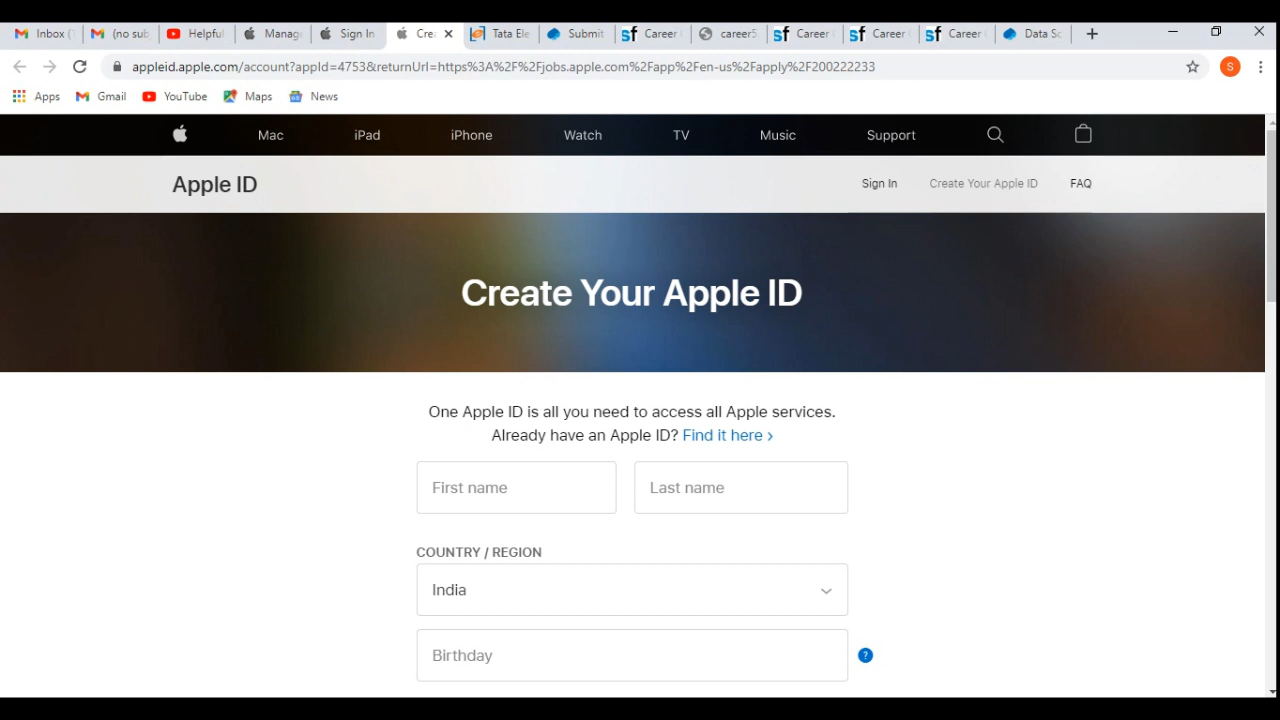 Inbox (
(no sub
Helpful
Manag
Sign In
Cre
Tata Ele
Submit
Career
career5
Career
Career
Career
Data Sc
appleid.apple.com/account?appId=4753&returnUrl=https%3A%2F%2Fjobs.apple.com%2Fapp%2Fen-us%2Fapply%2F200222233
S
Apps
Gmail
YouTube
Maps
News
Mac
iPad
iPhone
Watch
TV
Music
Support
Apple ID
Sign In
Create Your Apple ID
FAQ
Create Your Apple ID
One Apple ID is all you need to access all Apple services.
Already have an Apple ID? Find it here ›
First name
Last name
COUNTRY / REGION
India
Birthday
?